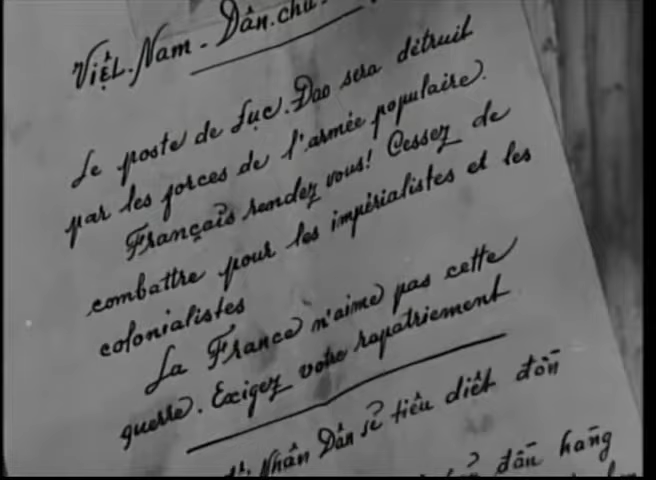 Việt.Nam-Dân.chủ-
Le poste de Lục.Đạo sera détruit
par les forces de l'armée populaire.
Français rendez vous! Cessez de
combattre pour les impérialistes et les
colonialistes
La France n'aime pas cette
guerre. Exigez votre rapatriement
Nhân Dân sẽ tiêu diệt đồn
đầu hàng